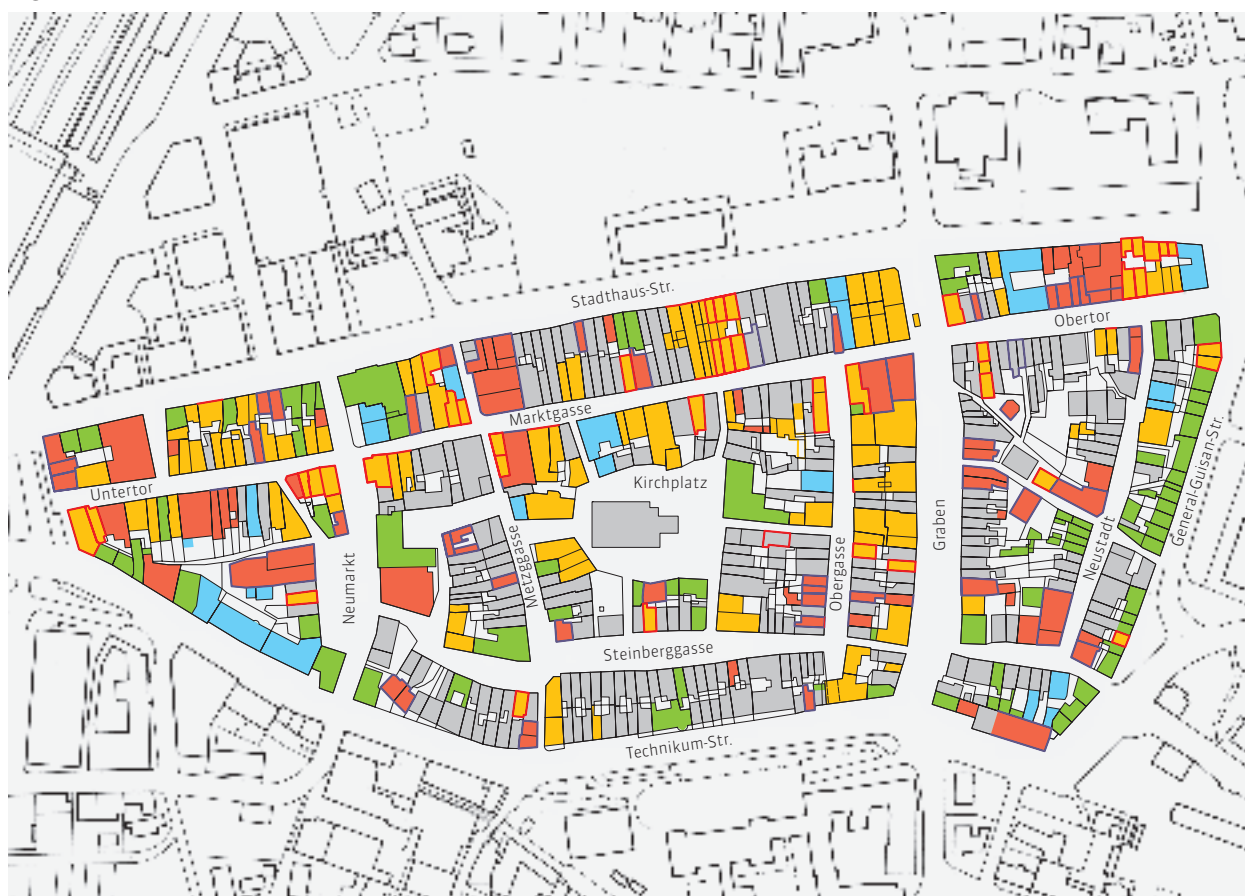 Stadthaus-Str.
Obertor
Marktgasse
General-Guisan-Str.
Untertor
Kirchplatz
Graben
Metzggasse
Neustadt
Neumarkt
Obergasse
Steinberggasse
Technikum-Str.